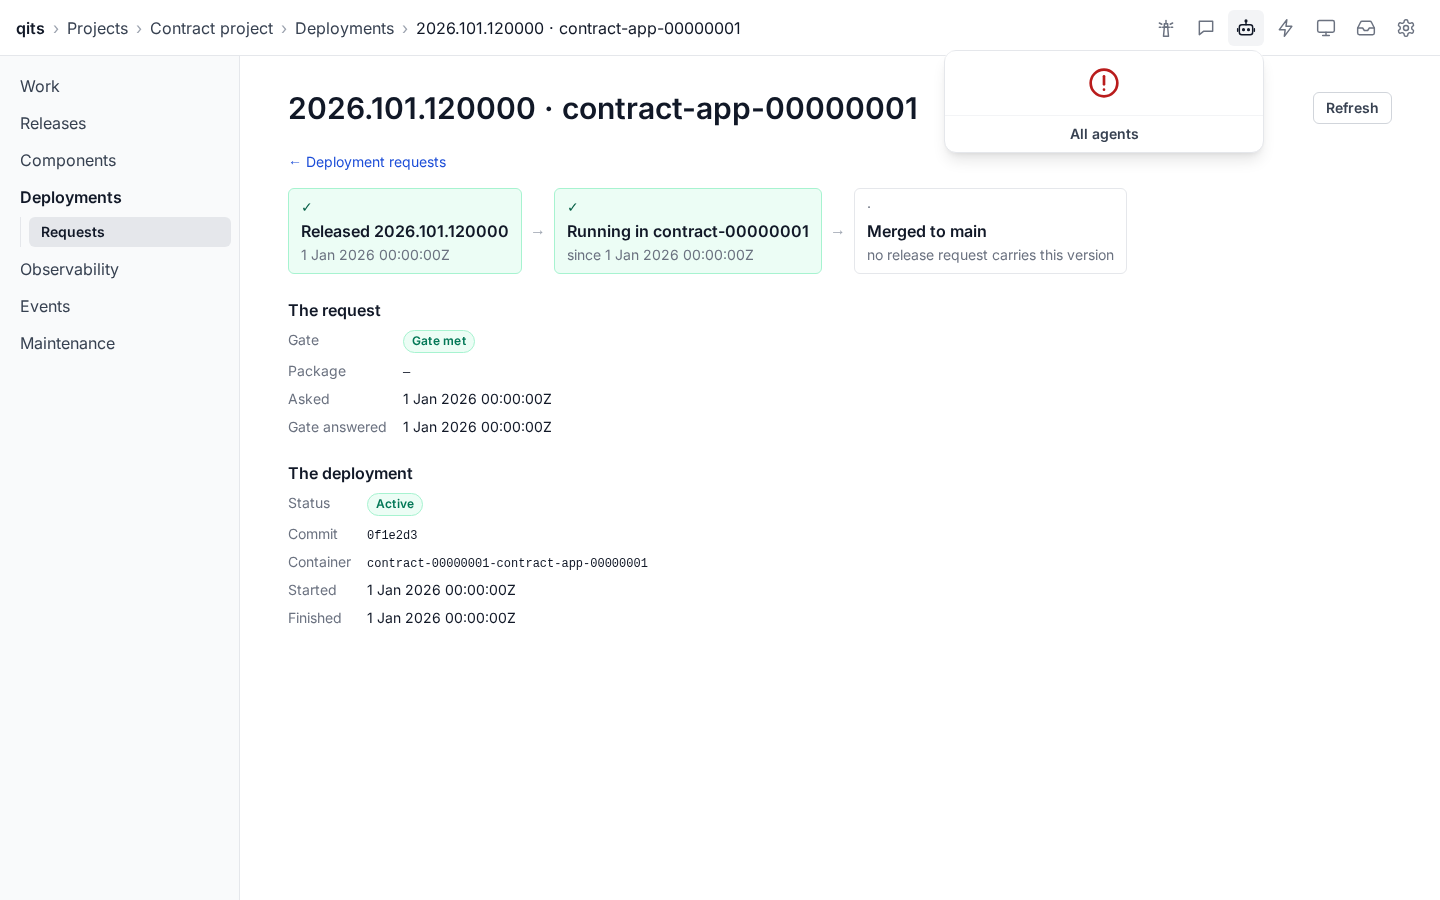 qits › Projects › Contract project › Deployments › 2026.101.120000 · contract-app-00000001
All agents
Work
Releases
Components
Deployments
Requests
Observability
Events
Maintenance
2026.101.120000 · contract-app-00000001
Refresh
← Deployment requests
✓
Released 2026.101.120000
1 Jan 2026 00:00:00Z
→
✓
Running in contract-00000001
since 1 Jan 2026 00:00:00Z
→
·
Merged to main
no release request carries this version
The request
Gate Gate met
Package –
Asked 1 Jan 2026 00:00:00Z
Gate answered 1 Jan 2026 00:00:00Z
The deployment
Status Active
Commit 0f1e2d3
Container contract-00000001-contract-app-00000001
Started 1 Jan 2026 00:00:00Z
Finished 1 Jan 2026 00:00:00Z